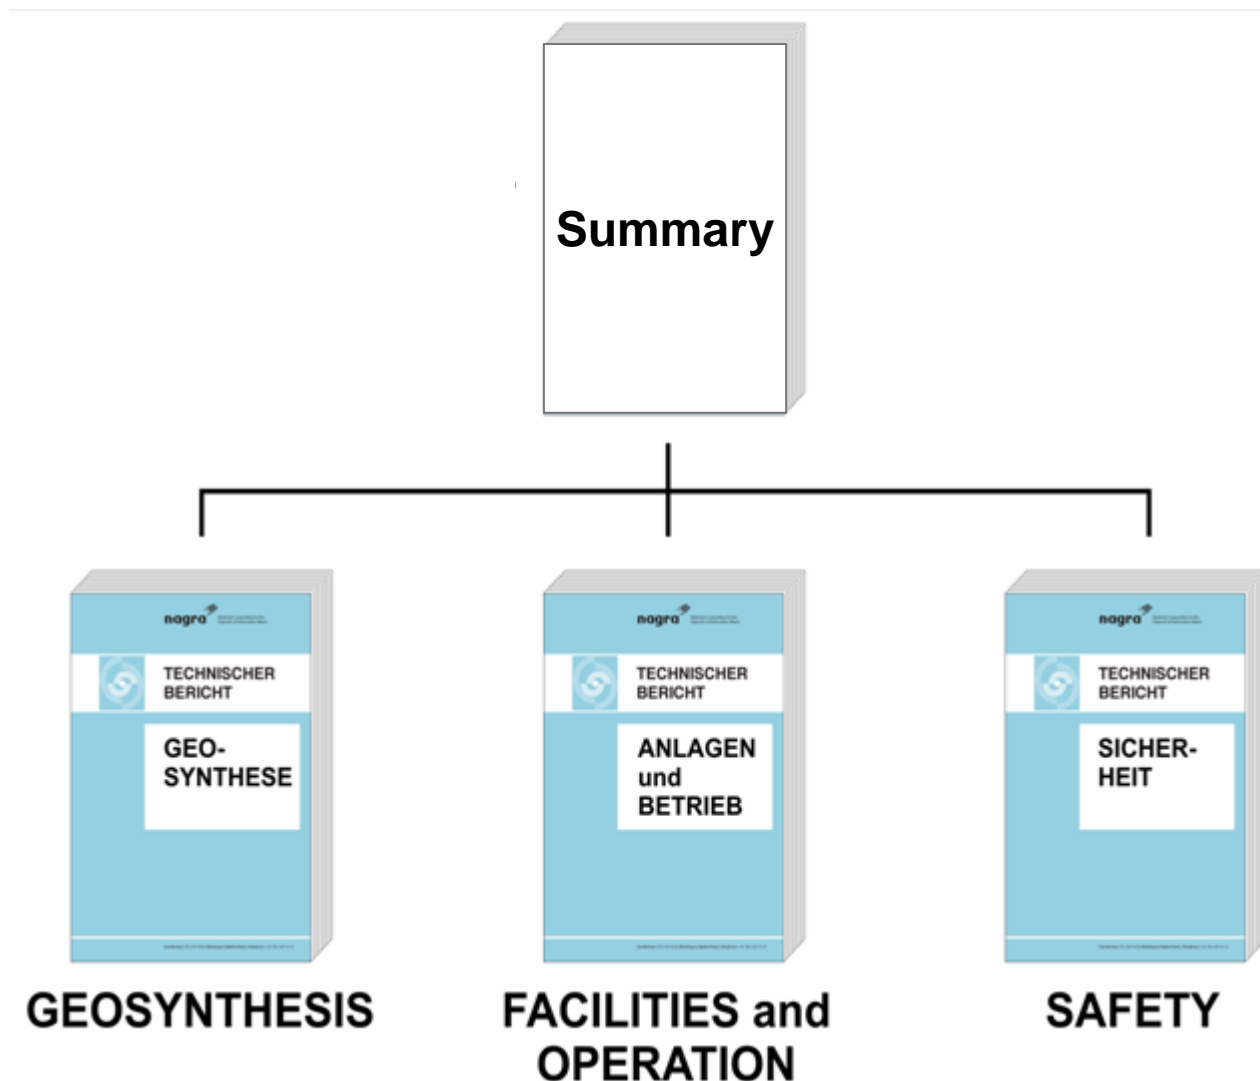 Summary
nagra
TECHNISCHER
BERICHT
GEO-
SYNTHESE
nagra
TECHNISCHER
BERICHT
ANLAGEN
und
BETRIEB
nagra
TECHNISCHER
BERICHT
SICHER-
HEIT
GEOSYNTHESIS
FACILITIES and
OPERATION
SAFETY